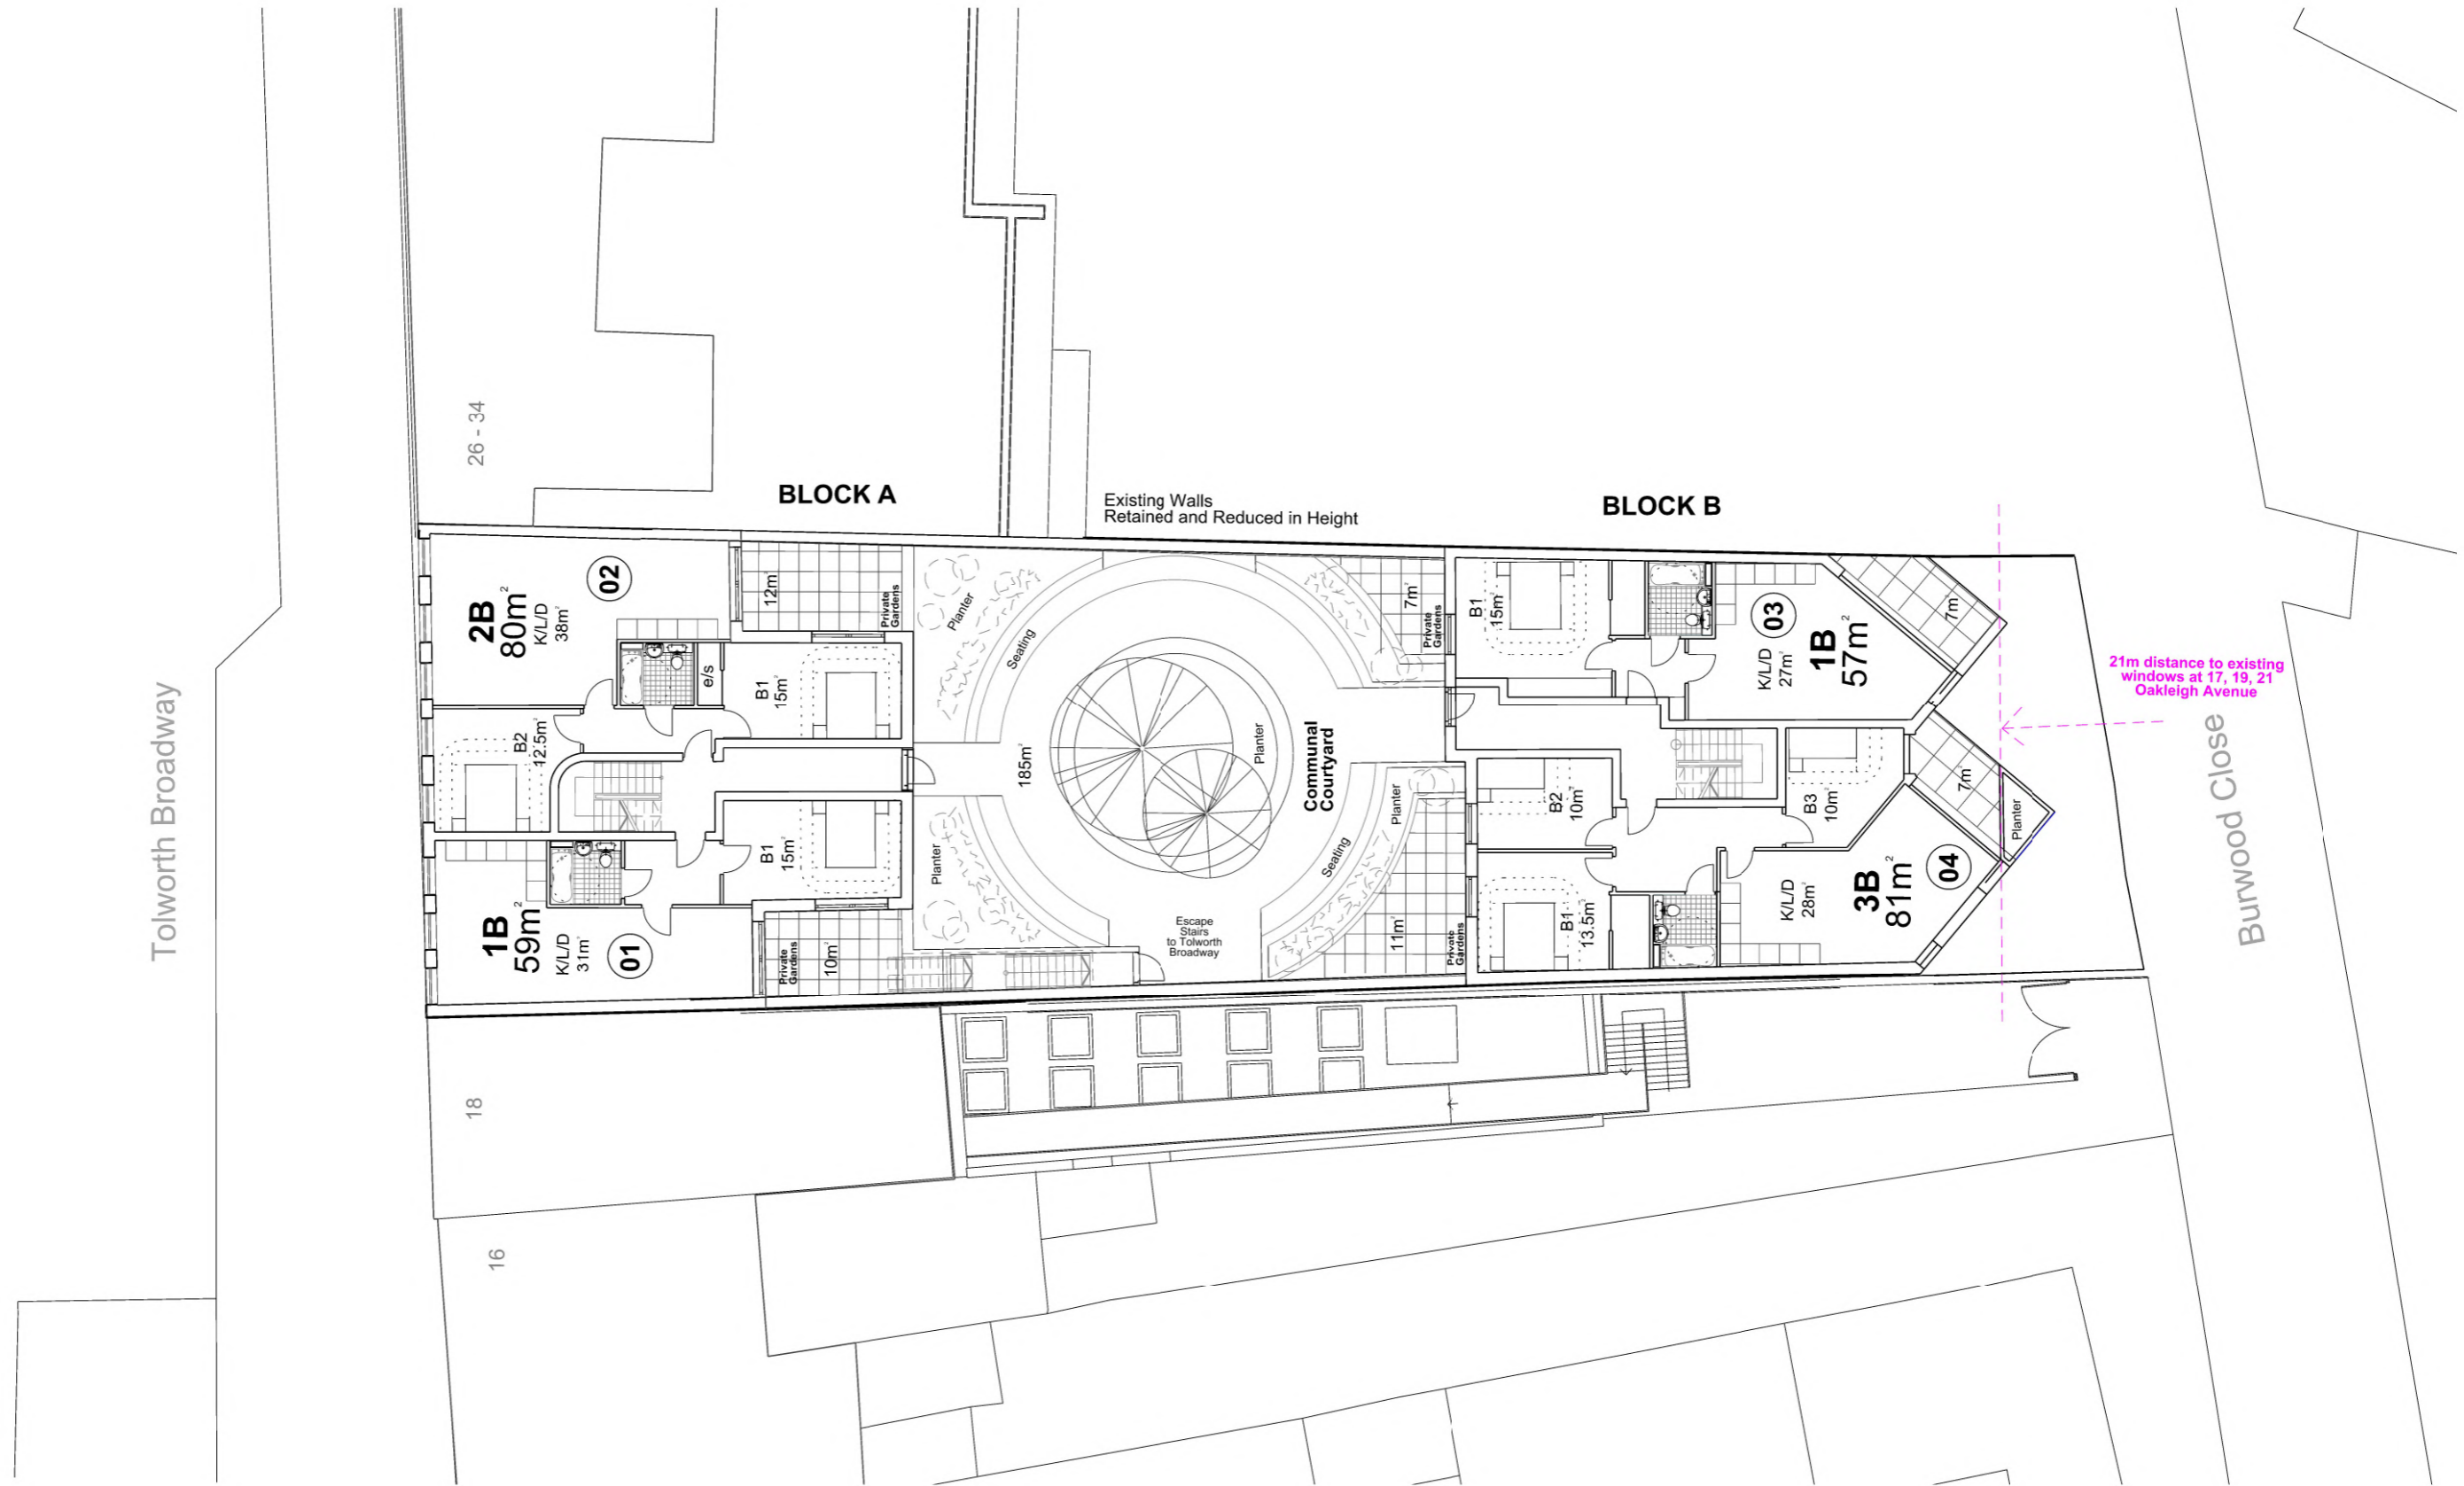 Tolworth Broadway
26 - 34
18
16
BLOCK A
Existing Walls
Retained and Reduced in Height
BLOCK B
2B
80m²
K/L/D
38m²
02
12m²
Private
Gardens
e/s
B1
15m²
B2
12.5m²
B1
15m²
1B
59m²
K/L/D
31m²
01
Private
Gardens
10m²
Planter
Seating
185m²
Planter
Communal
Courtyard
Planter
Escape
Stairs
to Tolworth
Broadway
Seating
Planter
7m²
Private
Gardens
11m²
Private
Gardens
B1
15m²
K/L/D
27m²
03
1B
57m²
7m²
B2
10m²
B3
10m²
7m²
Planter
B1
13.5m²
K/L/D
28m²
3B
81m²
04
21m distance to existing
windows at 17, 19, 21
Oakleigh Avenue
Burwood Close